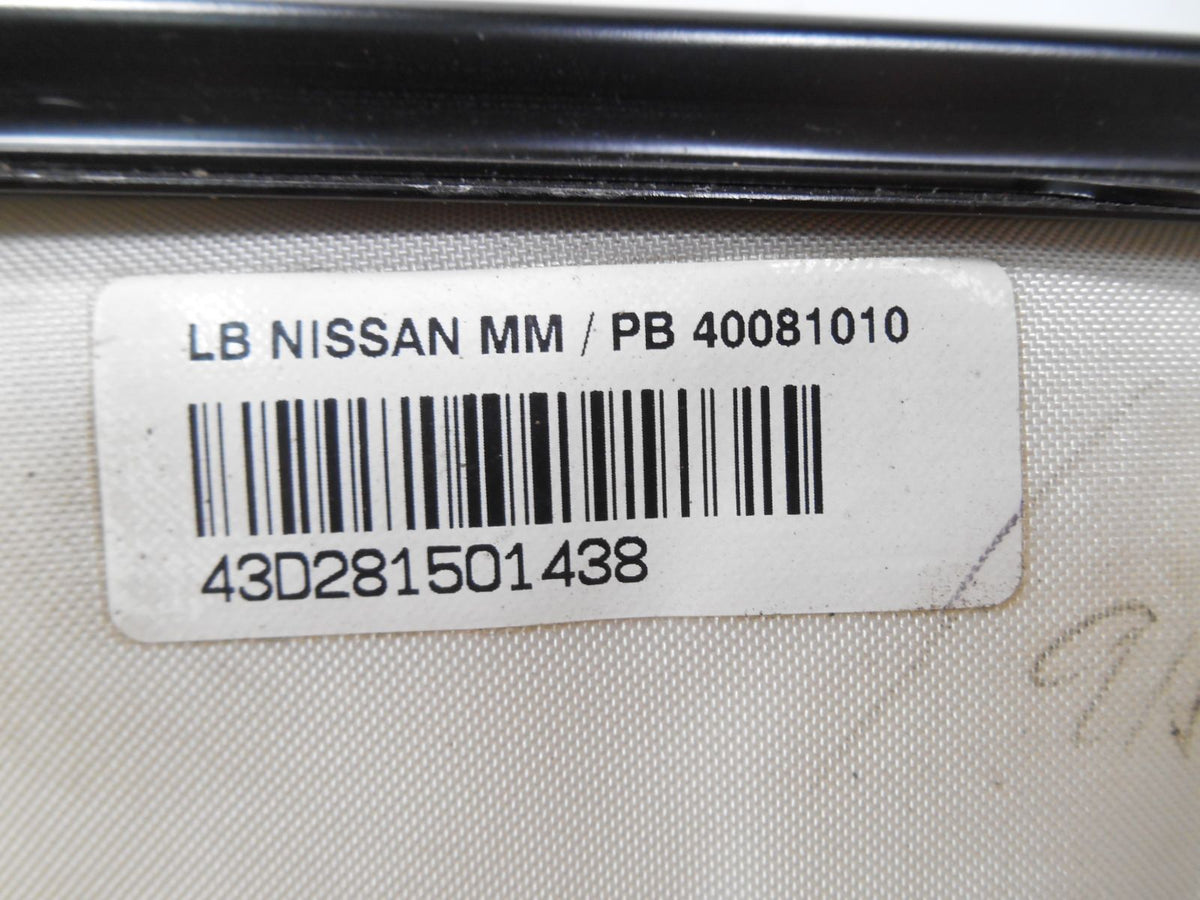 LB NISSAN MM / PB 40081010
43D281501438